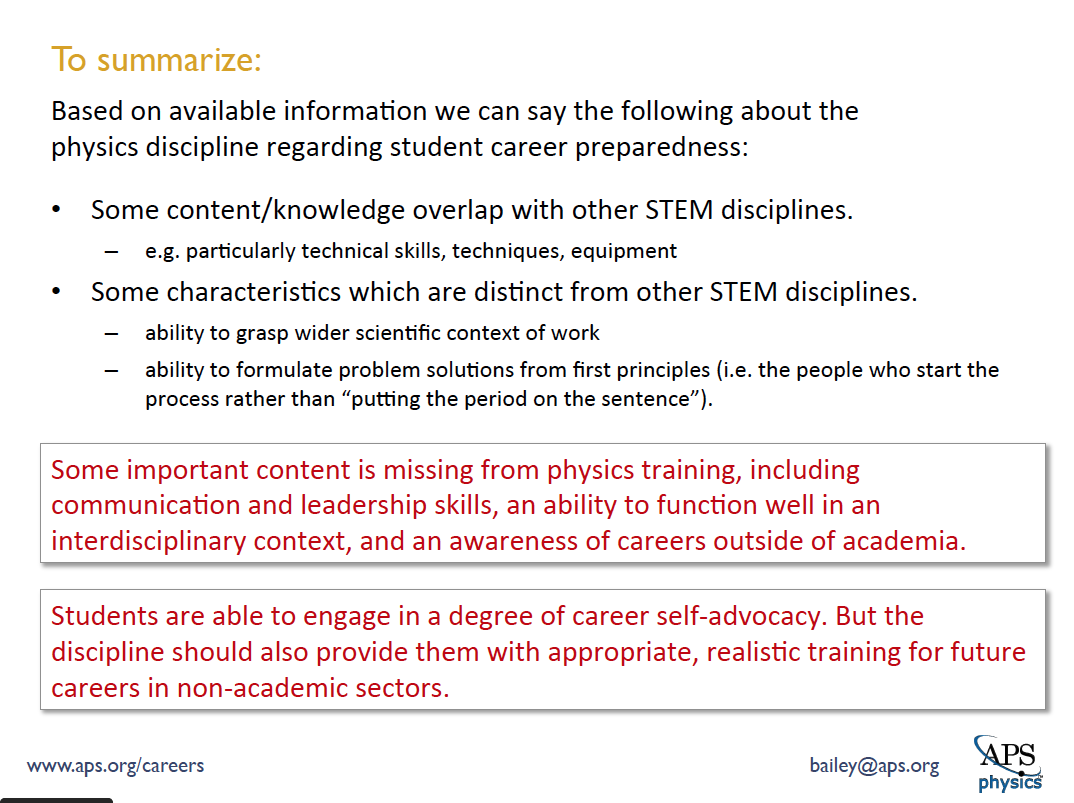 To summarize:
Based on available information we can say the following about the
physics discipline regarding student career preparedness:
• Some content/knowledge overlap with other STEM disciplines.
– e.g. particularly technical skills, techniques, equipment
• Some characteristics which are distinct from other STEM disciplines.
– ability to grasp wider scientific context of work
– ability to formulate problem solutions from first principles (i.e. the people who start the
process rather than “putting the period on the sentence”).
Some important content is missing from physics training, including
communication and leadership skills, an ability to function well in an
interdisciplinary context, and an awareness of careers outside of academia.
Students are able to engage in a degree of career self-advocacy. But the
discipline should also provide them with appropriate, realistic training for future
careers in non-academic sectors.
www.aps.org/careers
bailey@aps.org
APS
physics™